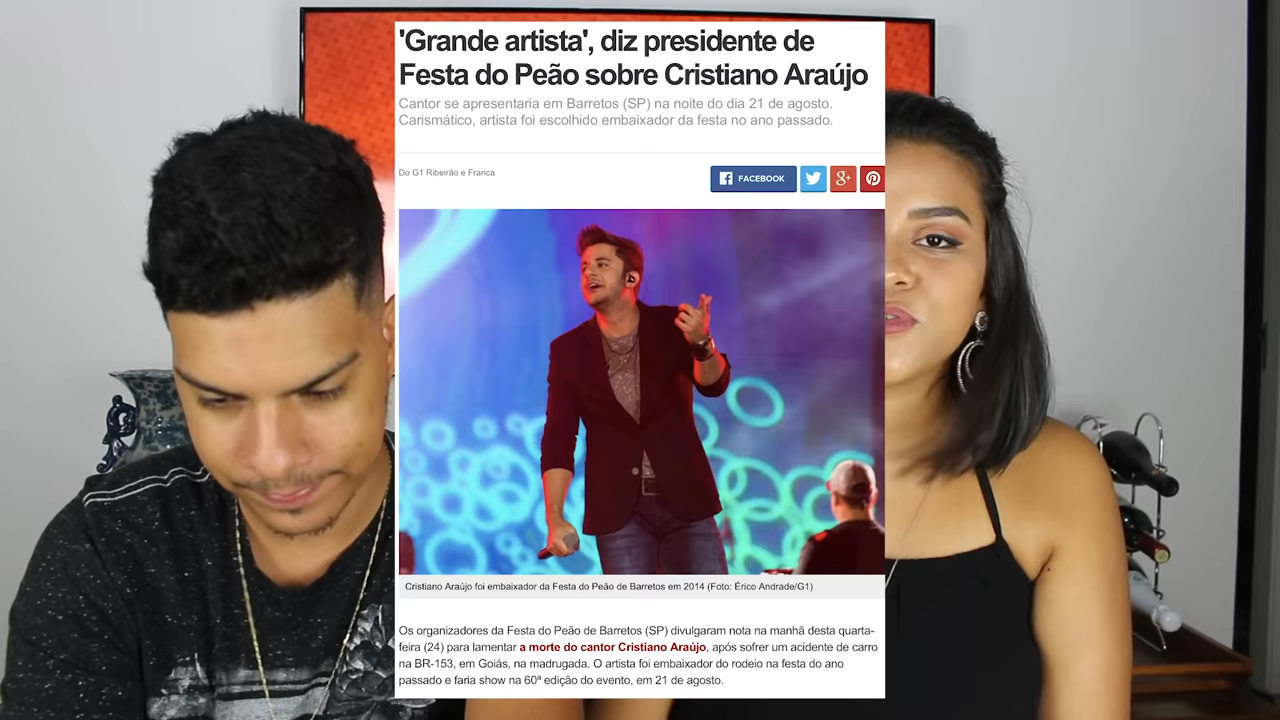 'Grande artista', diz presidente de
Festa do Peão sobre Cristiano Araújo
Cantor se apresentaria em Barretos (SP) na noite do dia 21 de agosto.
Carismático, artista foi escolhido embaixador da festa no ano passado.
Do G1 Ribeirão e Franca
FACEBOOK
Cristiano Araújo foi embaixador da Festa do Peão de Barretos em 2014 (Foto: Érico Andrade/G1)
Os organizadores da Festa do Peão de Barretos (SP) divulgaram nota na manhã desta quarta-
feira (24) para lamentar a morte do cantor Cristiano Araújo, após sofrer um acidente de carro
na BR-153, em Goiás, na madrugada. O artista foi embaixador do rodeio na festa do ano
passado e faria show na 60ª edição do evento, em 21 de agosto.